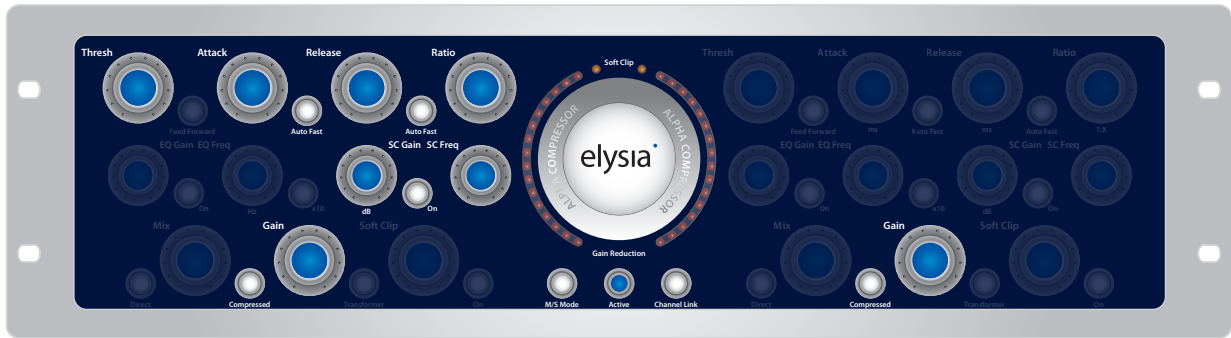 Thresh Attack Release Ratio
Soft Clip
Thresh Attack Release Ratio
Feed Forward Auto Fast Auto Fast
Feed Forward ms Auto Fast ms Auto Fast 1:X
EQ Gain EQ Freq SC Gain SC Freq
ALPHA COMPRESSOR
elysia
ALPHA COMPRESSOR
EQ Gain EQ Freq SC Gain SC Freq
On Hz x10 dB On
On x10 dB On
Mix Gain Soft Clip
Gain Reduction
Mix Gain Soft Clip
Direct Compressed Transformer On
M/S Mode Active Channel Link
Direct Compressed Transformer On